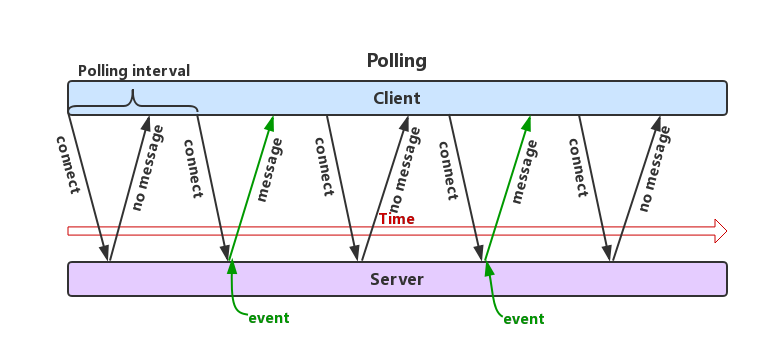 Polling
Polling interval
Client
connect
no message
connect
message
connect
no message
connect
message
connect
no message
Time
Server
event
event